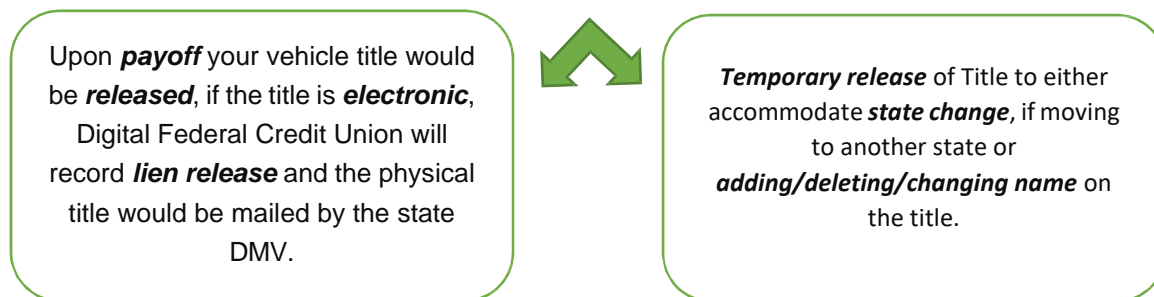 Upon payoff your vehicle title would
be released, if the title is electronic,
Digital Federal Credit Union will
record lien release and the physical
title would be mailed by the state
DMV.
Temporary release of Title to either
accommodate state change, if moving
to another state or
adding/deleting/changing name on
the title.